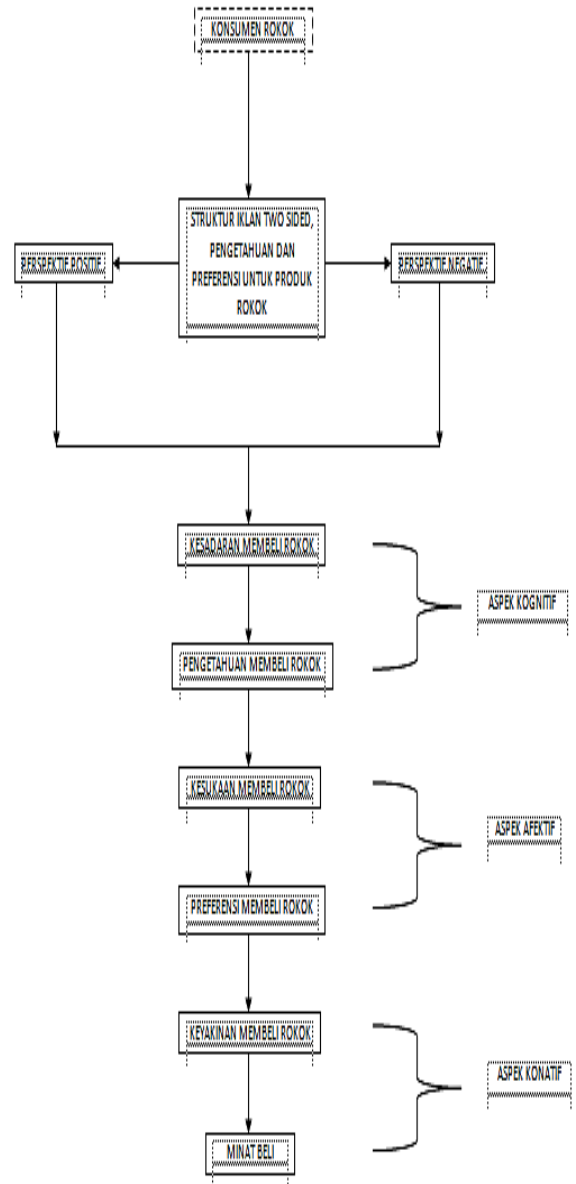 KONSUMEN ROKOK
STRUKTUR IKLAN TWO SIDED,
PENGETAHUAN DAN
PREFERENSI UNTUK PRODUK
ROKOK
PERSPEKTIF POSITIF
PERSPEKTIF NEGATIF
KESADARAN MEMBELI ROKOK
PENGETAHUAN MEMBELI ROKOK
ASPEK KOGNITIF
KESUKAAN MEMBELI ROKOK
PREFERENSI MEMBELI ROKOK
ASPEK AFEKTIF
KEYAKINAN MEMBELI ROKOK
MINAT BELI
ASPEK KONATIF